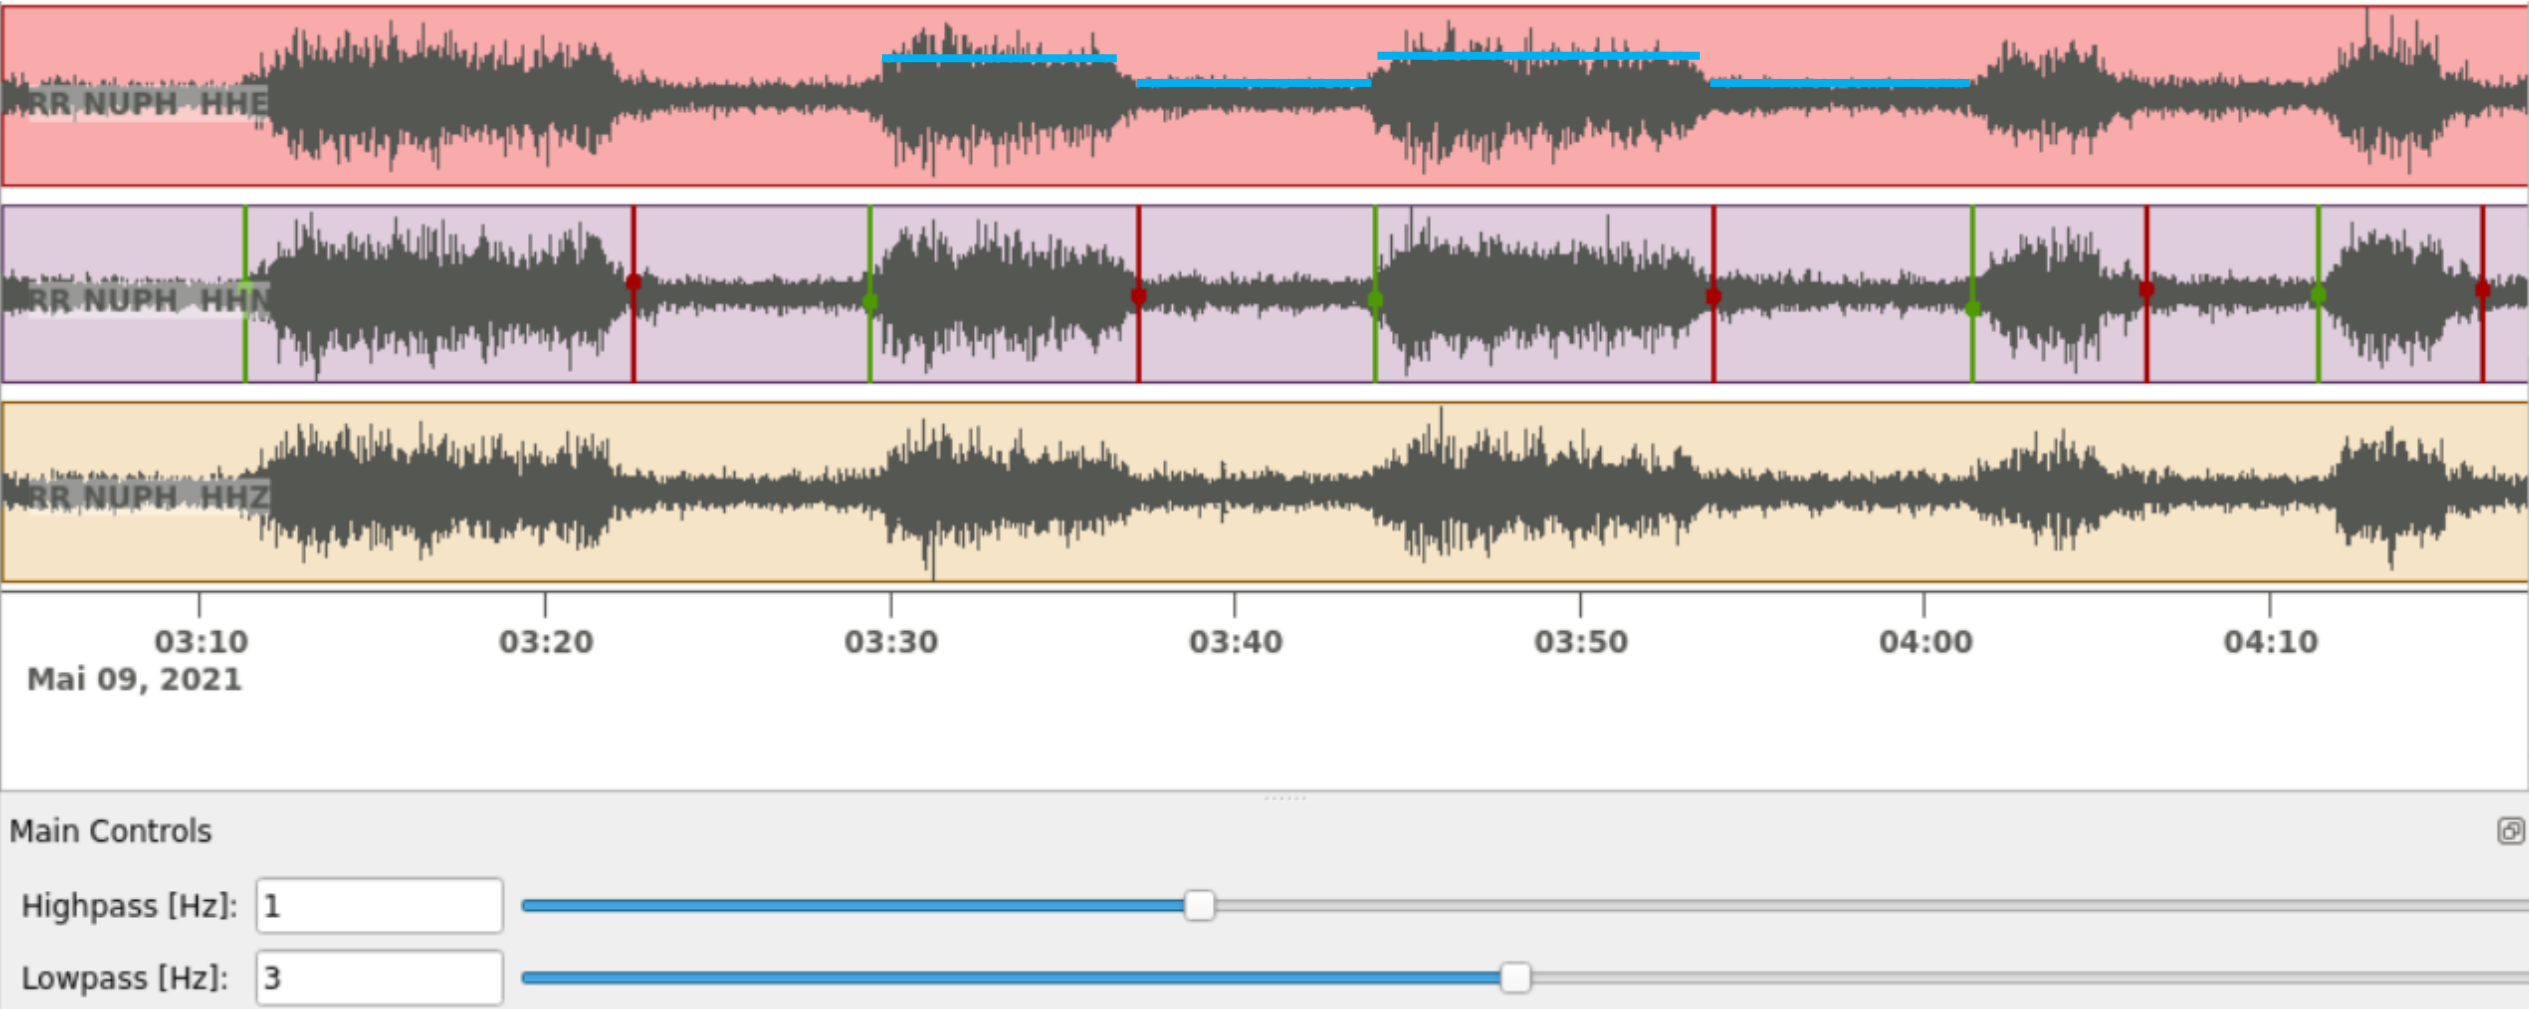 RR NUPH HHE
RR NUPH HHN
RR NUPH HHZ
03:10 03:20 03:30 03:40 03:50 04:00 04:10
Mai 09, 2021
Main Controls
Highpass [Hz]: 1
Lowpass [Hz]: 3